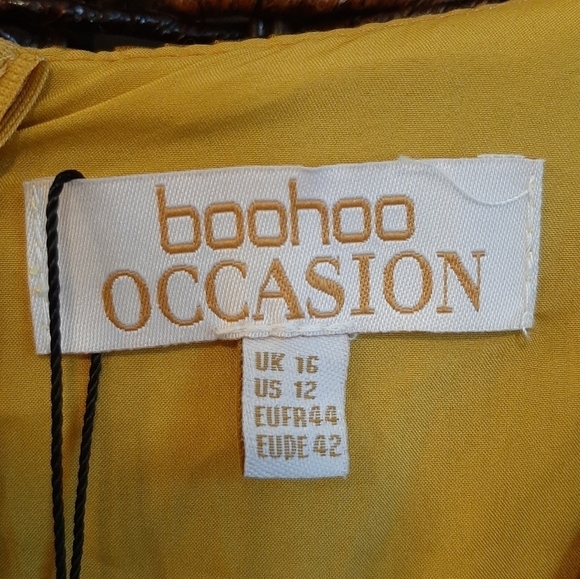 boohoo
OCCASION
UK 16
US 12
EUFR44
EUDE 42